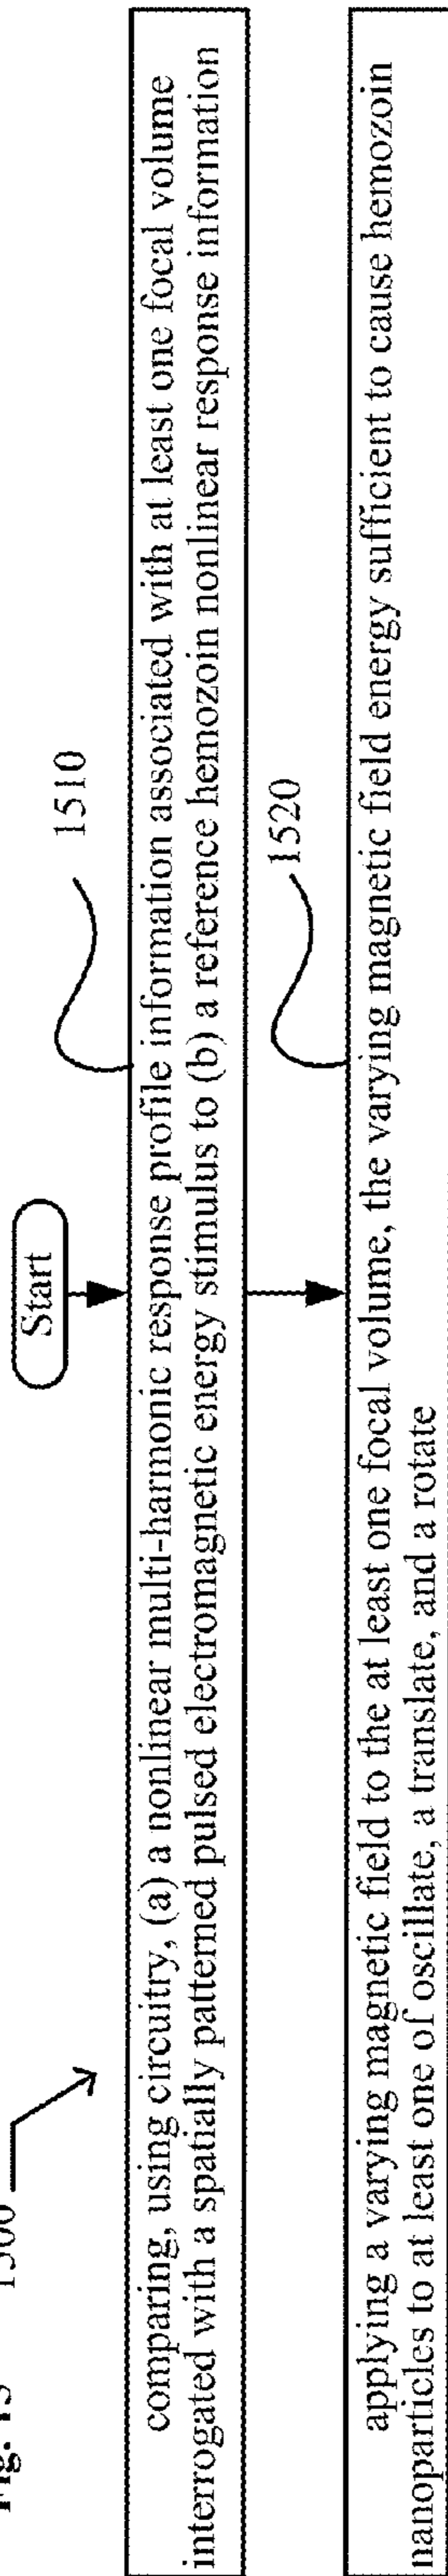 Fig. 15
1500
Start
1510
comparing, using circuitry, (a) a nonlinear multi-harmonic response profile information associated with at least one focal volume
interrogated with a spatially patterned pulsed electromagnetic energy stimulus to (b) a reference hemozoin nonlinear response information
1520
applying a varying magnetic field to the at least one focal volume, the varying magnetic field energy sufficient to cause hemozoin
nanoparticles to at least one of oscillate, a translate, and a rotate